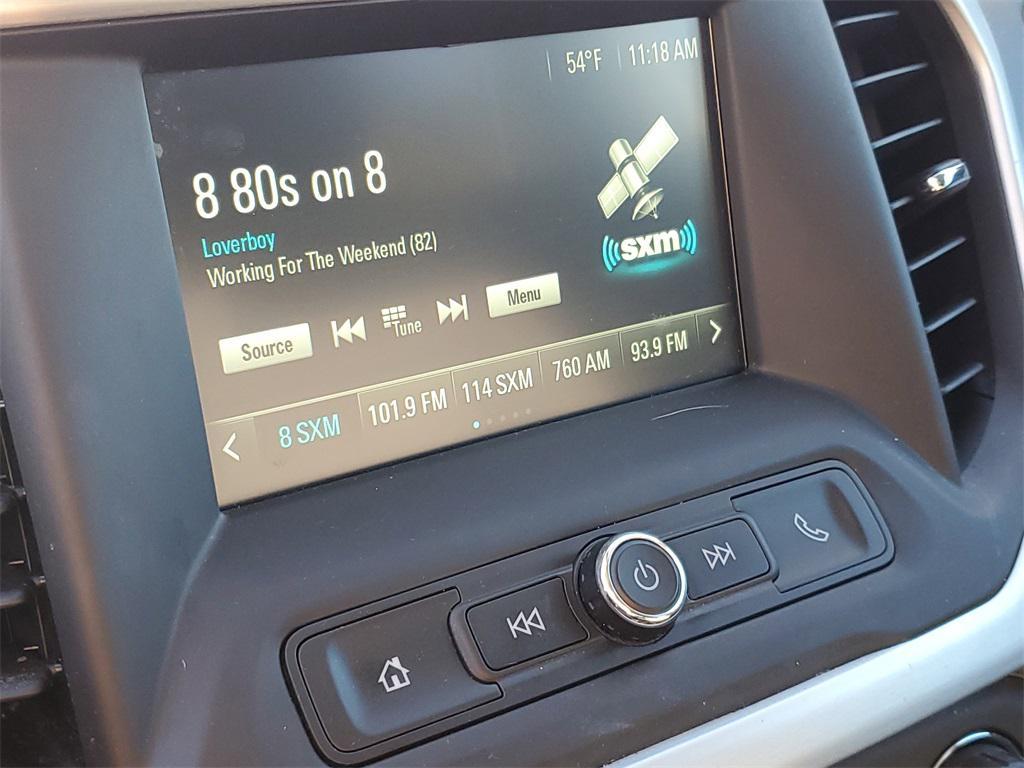 54°F 11:18 AM
8 80s on 8
Loverboy
Working For The Weekend (82)
sxm
Source Tune Menu
8 SXM 101.9 FM 114 SXM 760 AM 93.9 FM